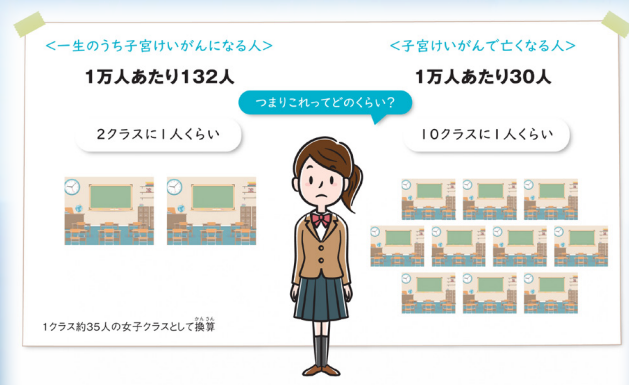 <一生のうち子宮けいがんになる人>
1万人あたり132人
2クラスに1人くらい
<子宮けいがんで亡くなる人>
1万人あたり30人
つまりこれってどのくらい?
10クラスに1人くらい
1クラス約35人の女子クラスとして換算
かんさん